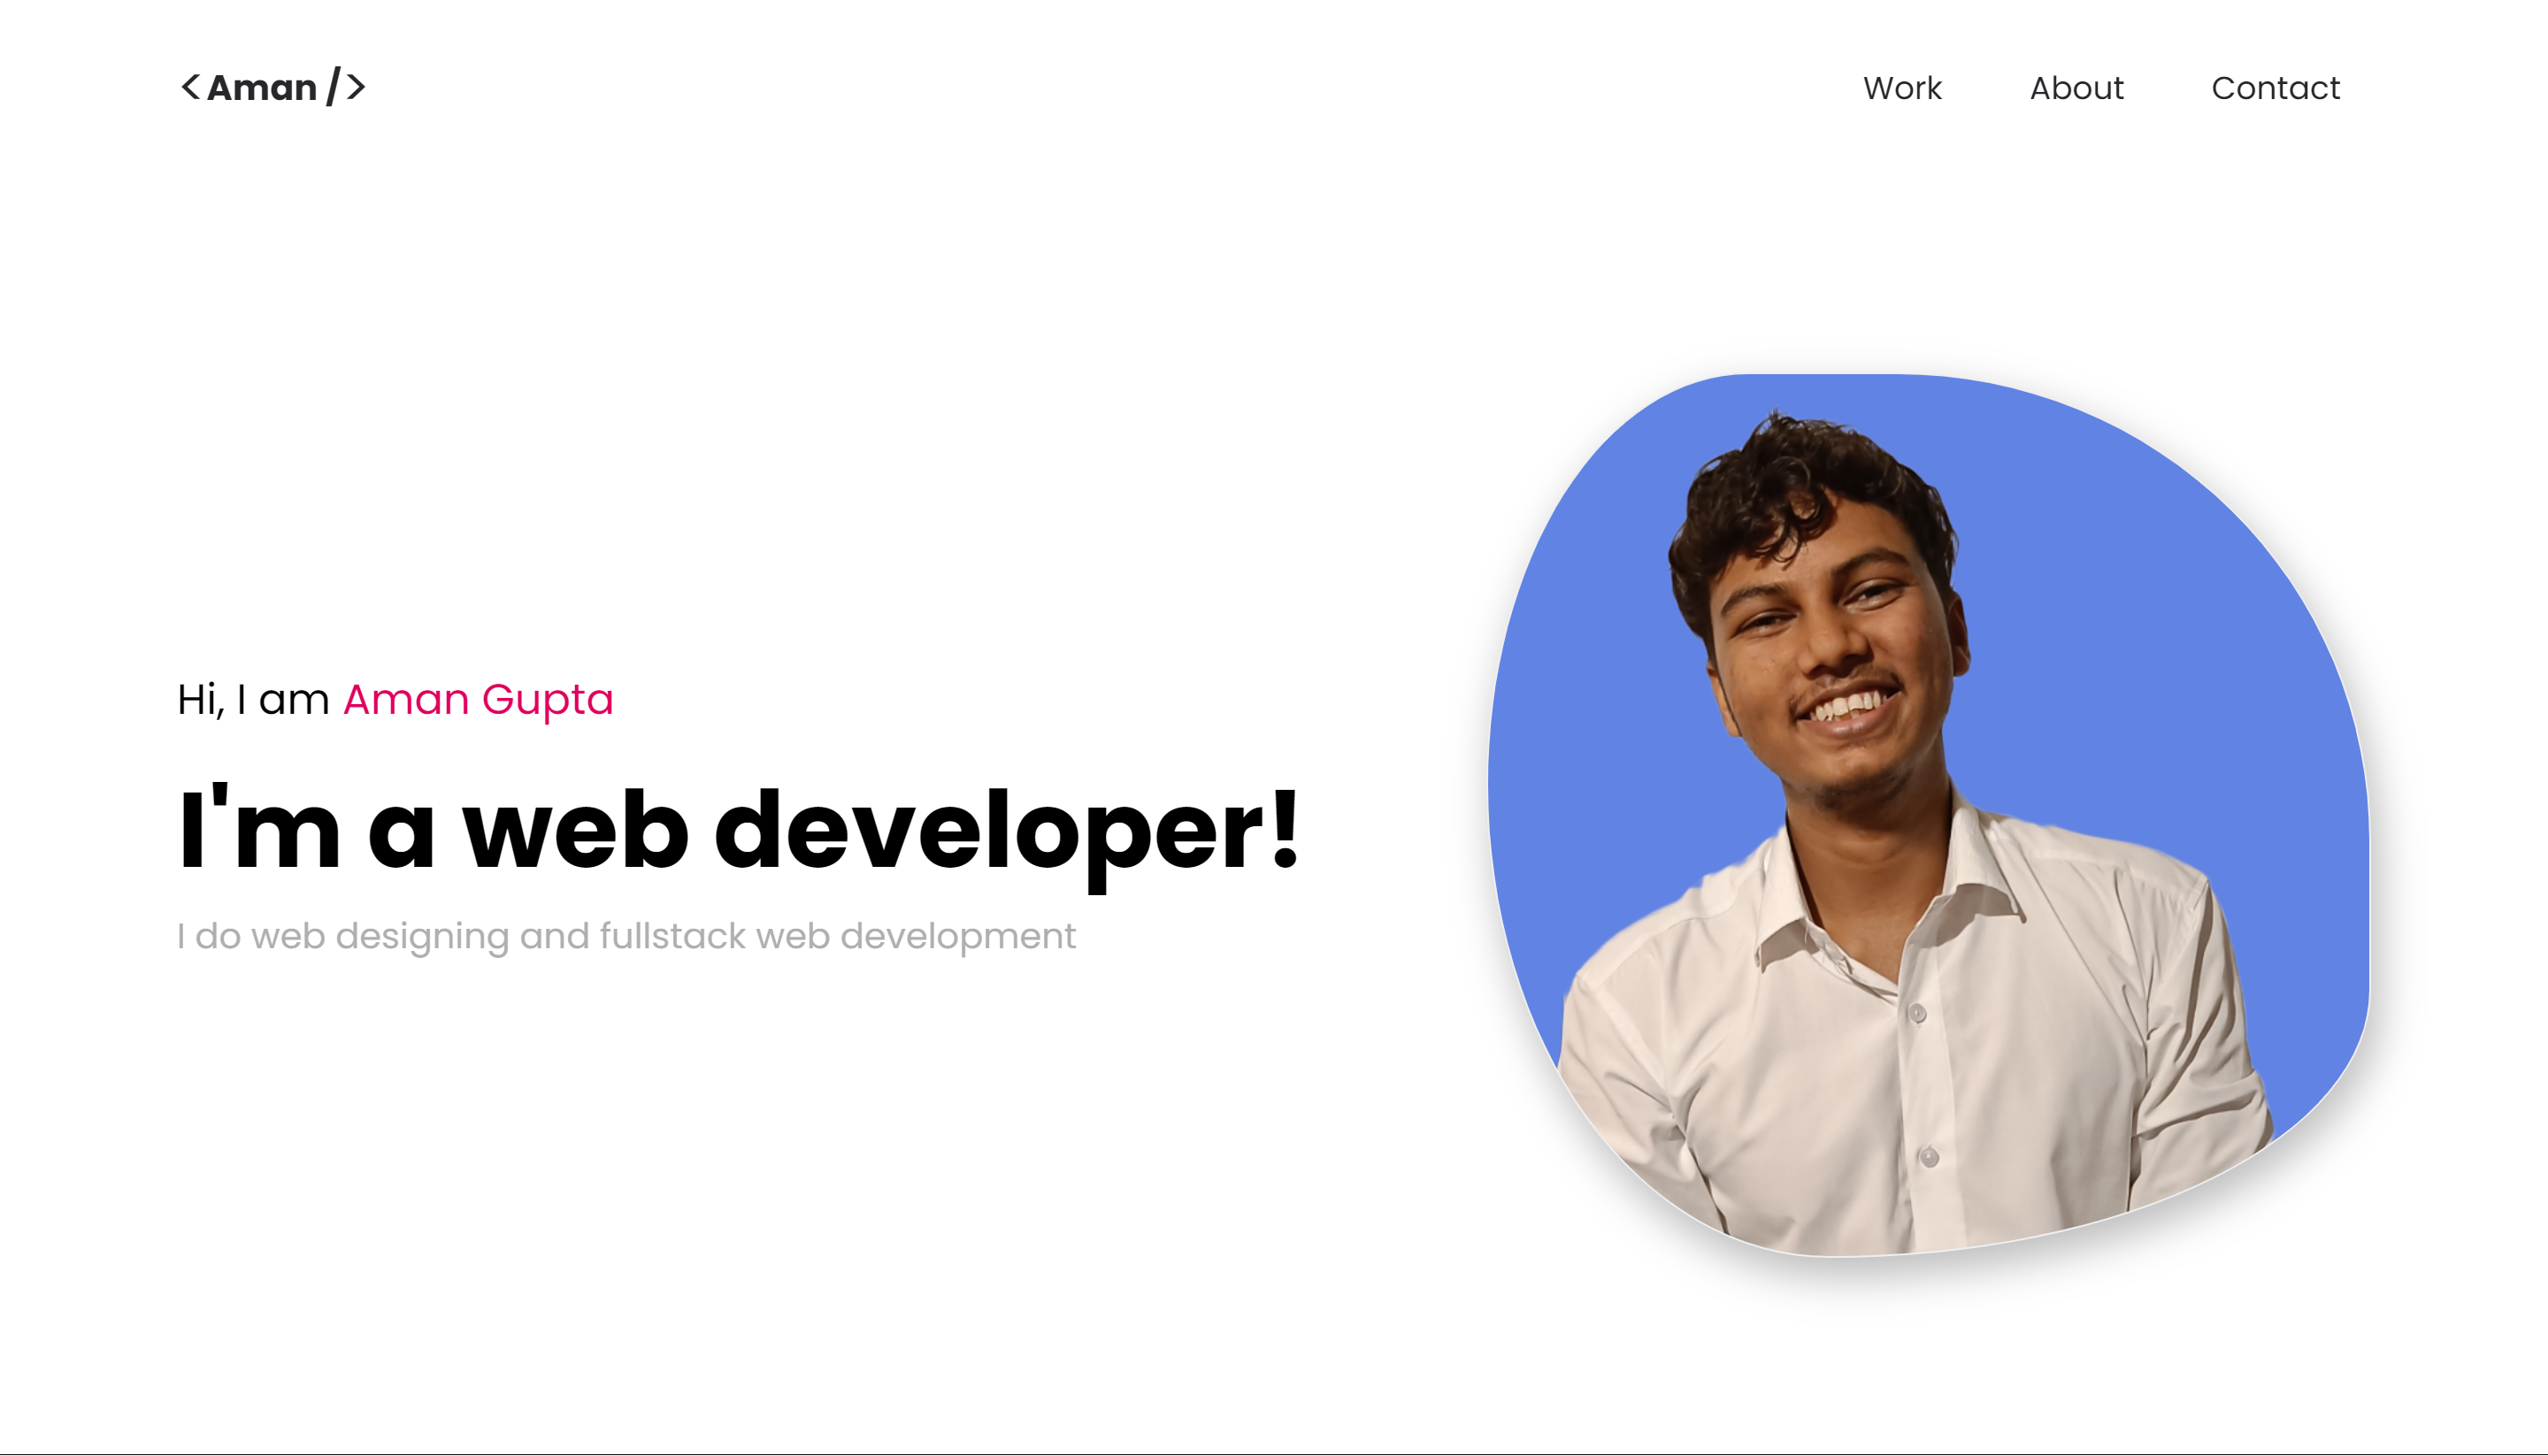 <Aman />
Work About Contact
Hi, I am Aman Gupta
I'm a web developer!
I do web designing and fullstack web development